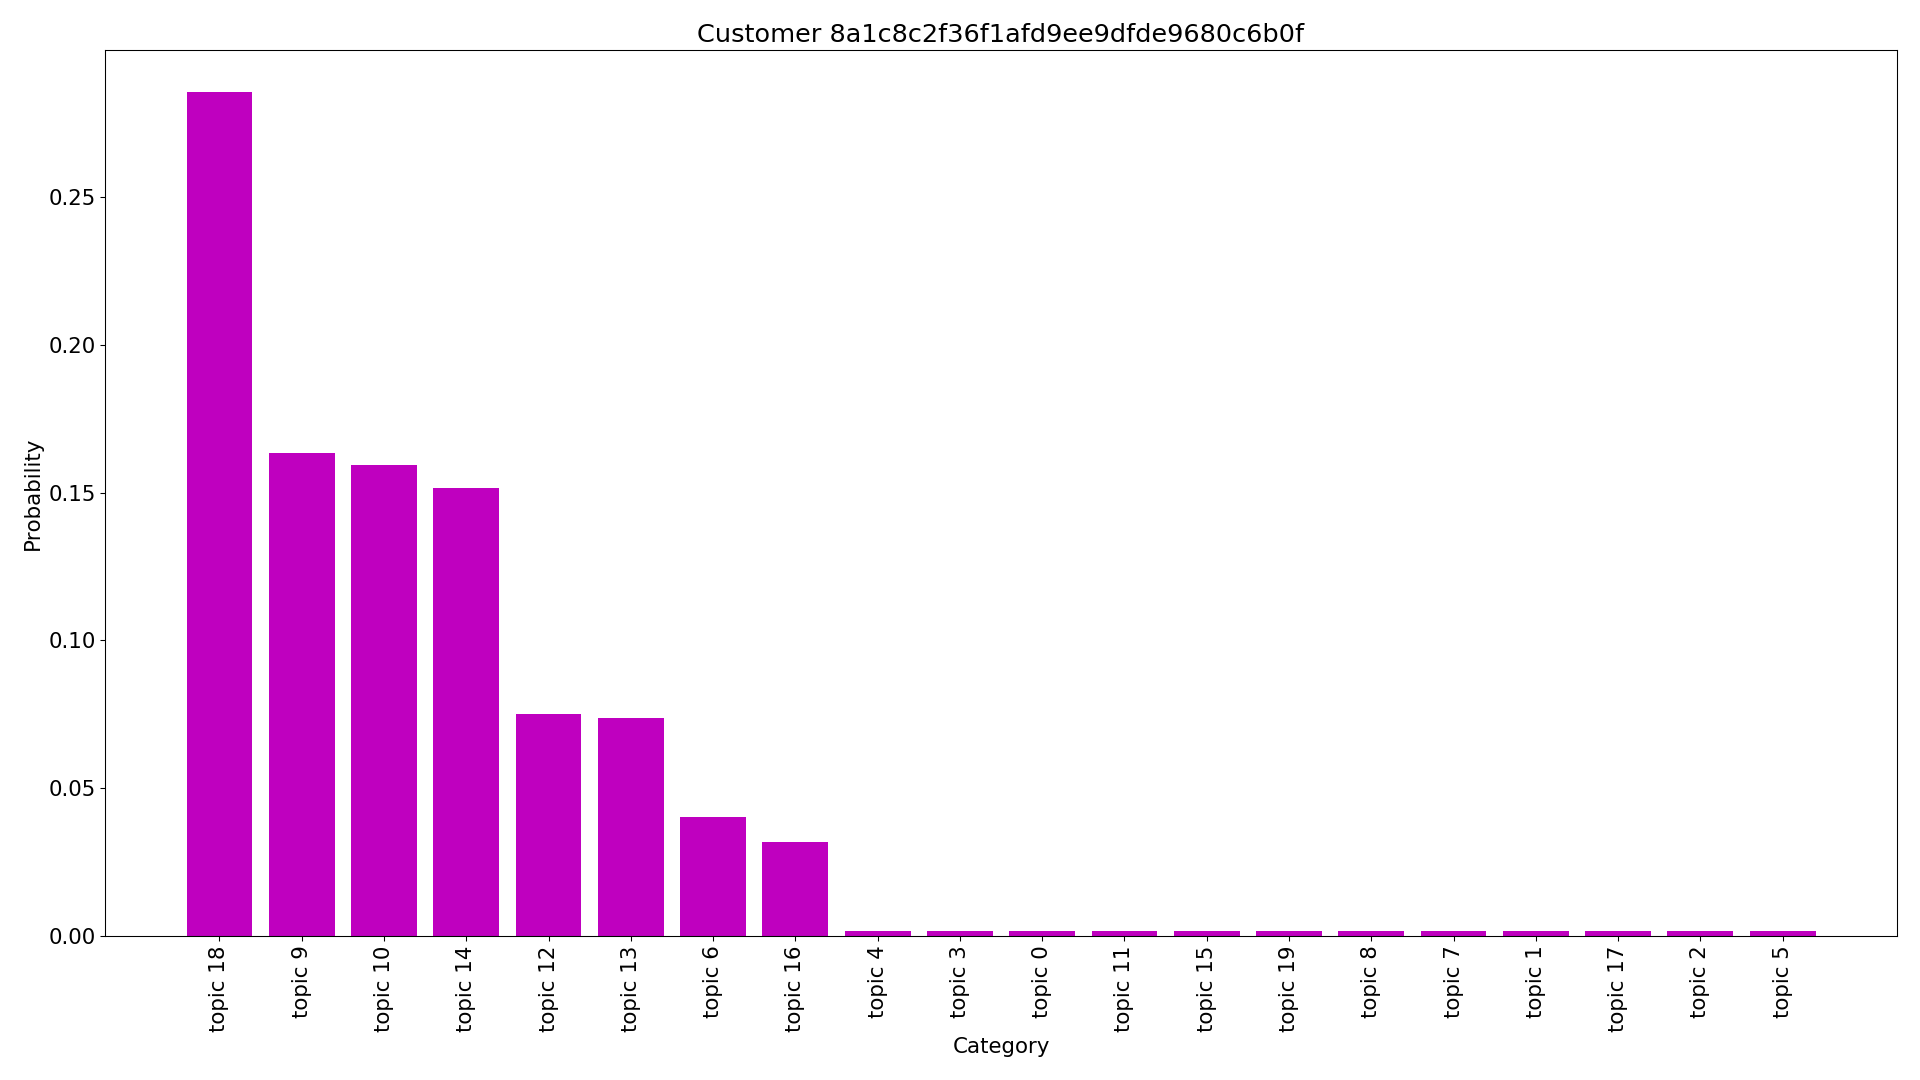 Customer 8a1c8c2f36f1afd9ee9dfde9680c6b0f
Probability
0.25
0.20
0.15
0.10
0.05
0.00
topic 18
topic 9
topic 10
topic 14
topic 12
topic 13
topic 6
topic 16
topic 4
topic 3
topic 0
topic 11
topic 15
topic 19
topic 8
topic 7
topic 1
topic 17
topic 2
topic 5
Category